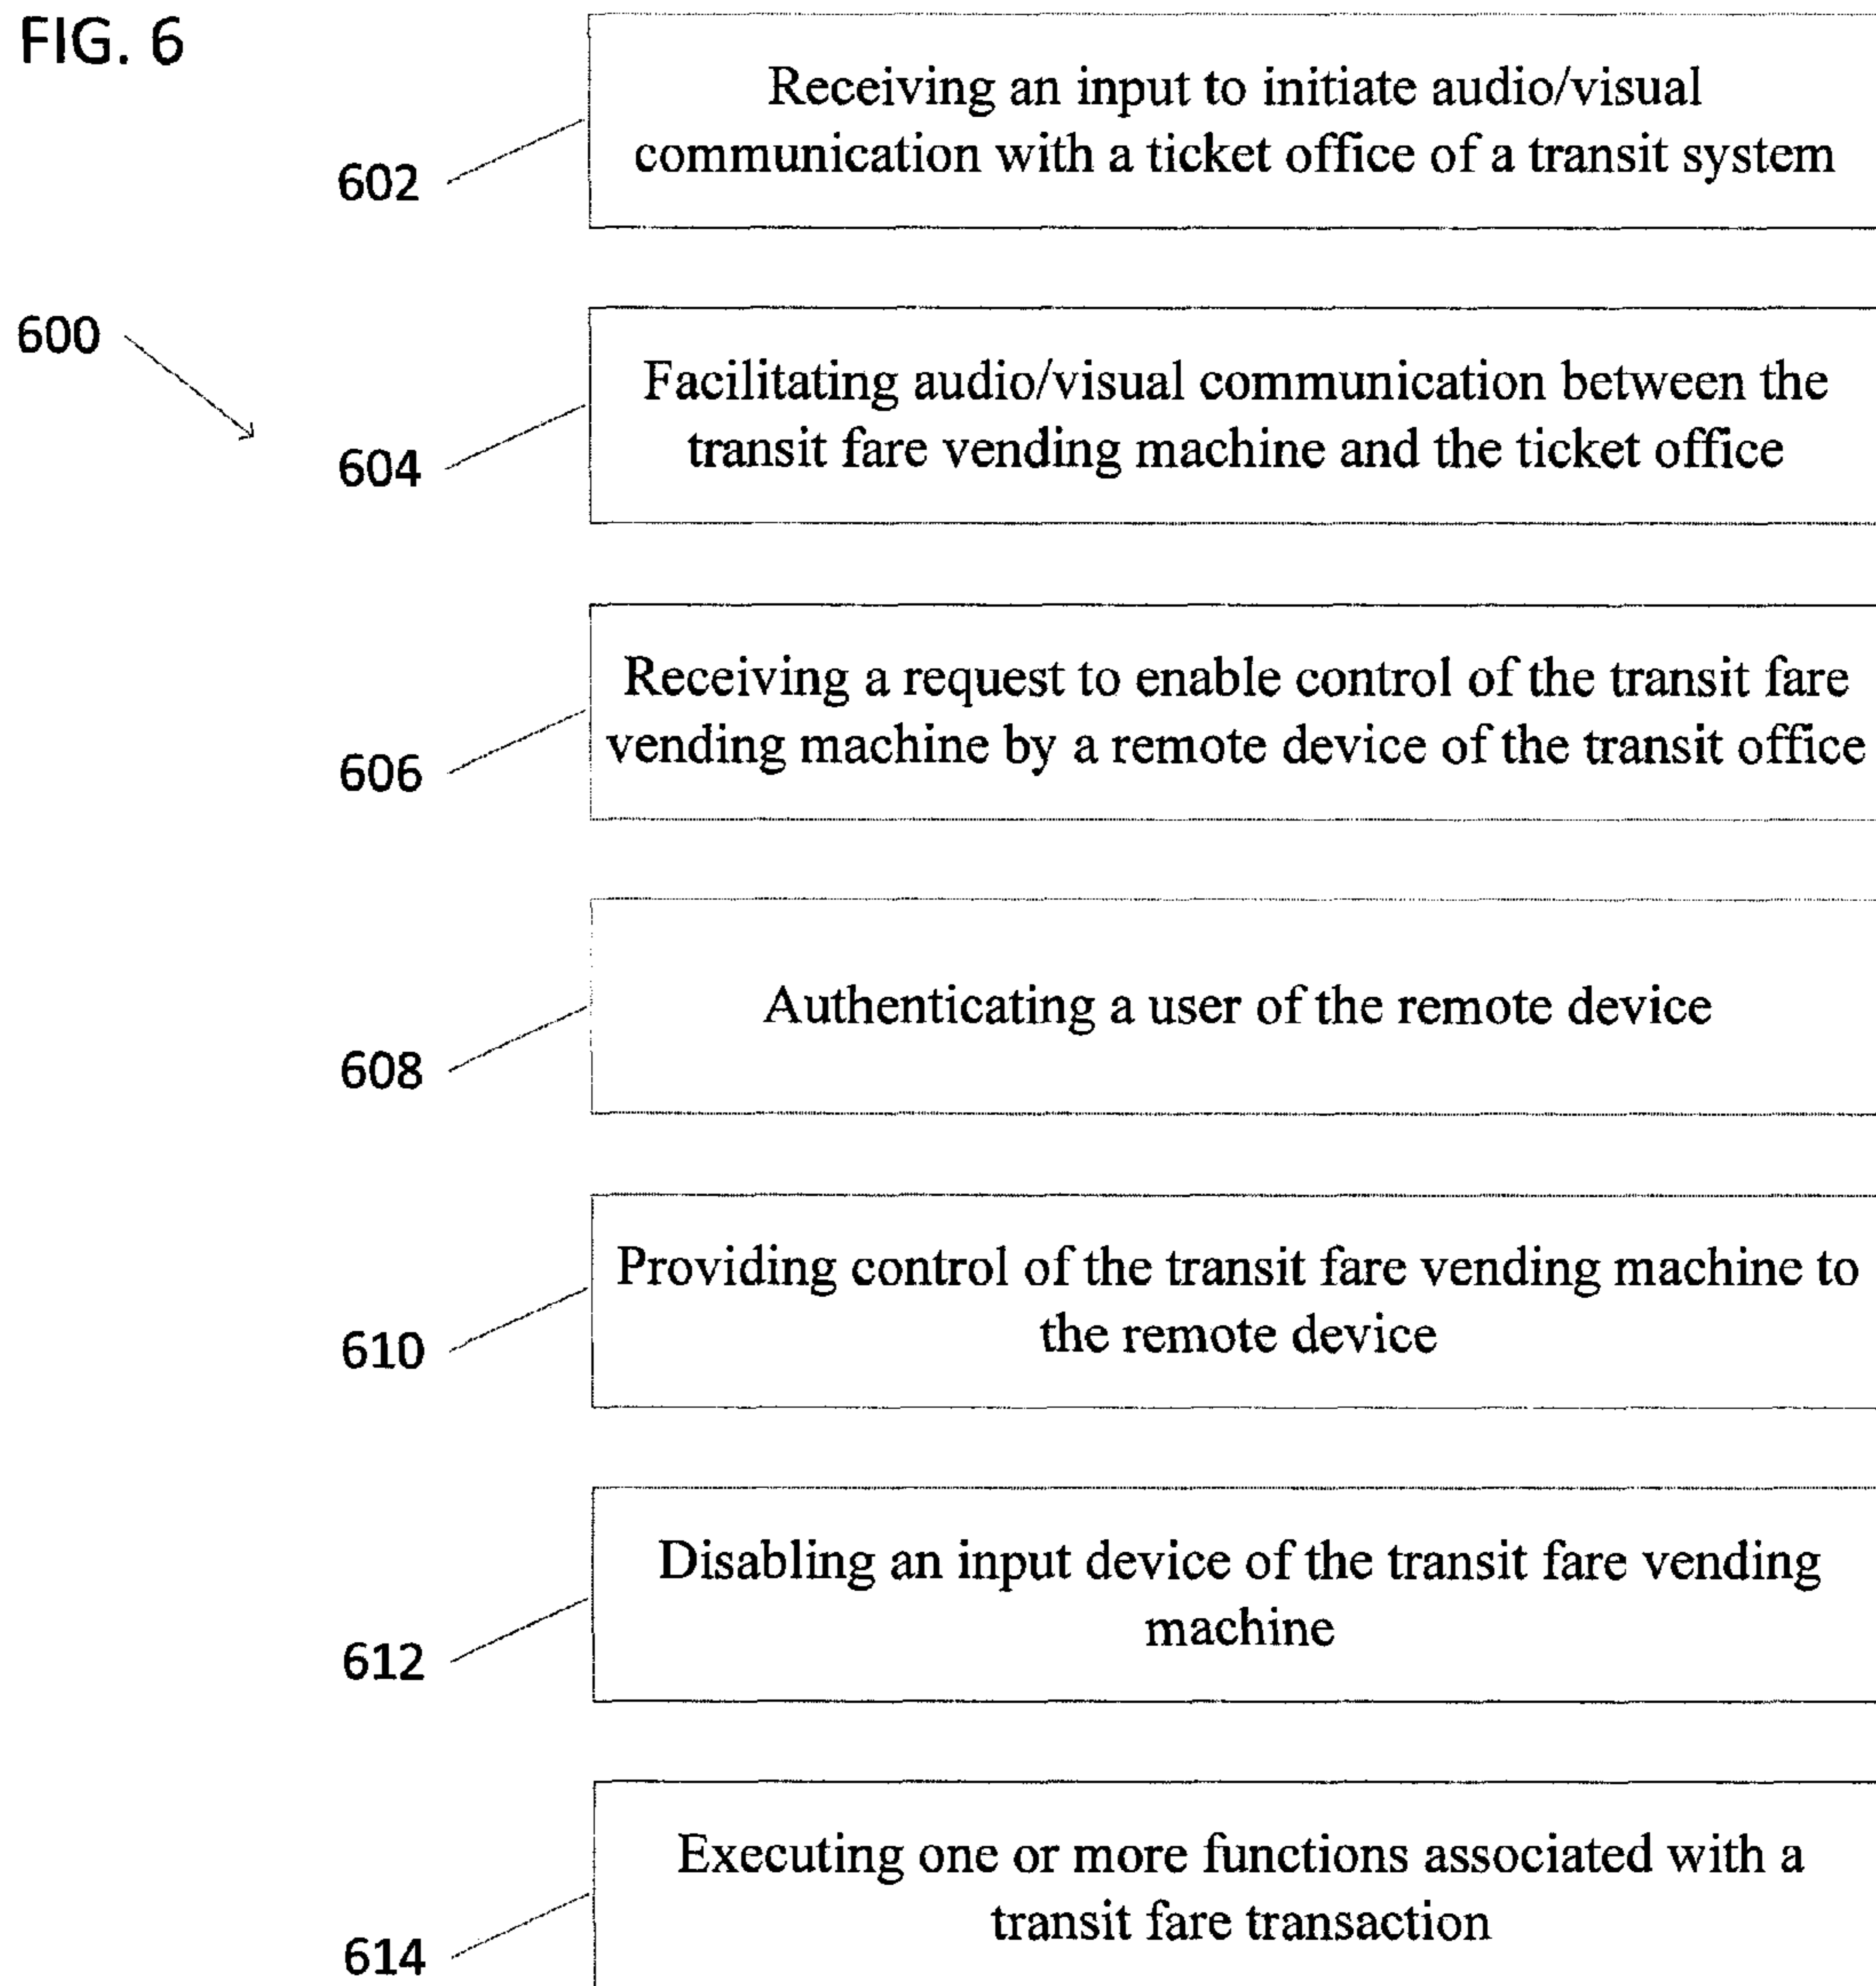 FIG. 6
Receiving an input to initiate audio/visual
communication with a ticket office of a transit system
602
600
Facilitating audio/visual communication between the
transit fare vending machine and the ticket office
604
Receiving a request to enable control of the transit fare
vending machine by a remote device of the transit office
606
Authenticating a user of the remote device
608
Providing control of the transit fare vending machine to
the remote device
610
Disabling an input device of the transit fare vending
machine
612
Executing one or more functions associated with a
transit fare transaction
614